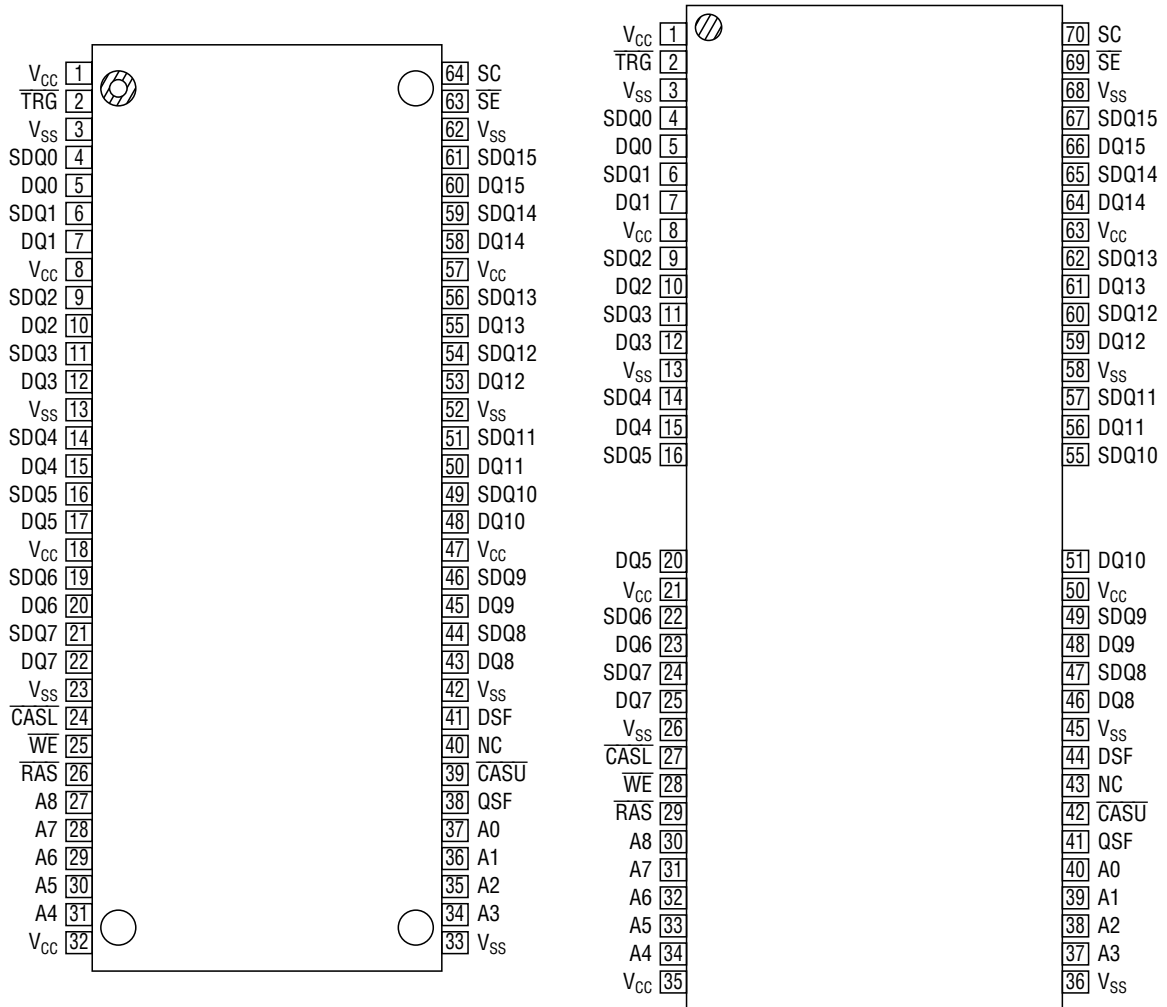 VCC 1
TRG 2
VSS 3
SDQ0 4
DQ0 5
SDQ1 6
DQ1 7
VCC 8
SDQ2 9
DQ2 10
SDQ3 11
DQ3 12
VSS 13
SDQ4 14
DQ4 15
SDQ5 16
DQ5 17
VCC 18
SDQ6 19
DQ6 20
SDQ7 21
DQ7 22
VSS 23
CASL 24
WE 25
RAS 26
A8 27
A7 28
A6 29
A5 30
A4 31
VCC 32
64 SC
63 SE
62 VSS
61 SDQ15
60 DQ15
59 SDQ14
58 DQ14
57 VCC
56 SDQ13
55 DQ13
54 SDQ12
53 DQ12
52 VSS
51 SDQ11
50 DQ11
49 SDQ10
48 DQ10
47 VCC
46 SDQ9
45 DQ9
44 SDQ8
43 DQ8
42 VSS
41 DSF
40 NC
39 CASU
38 QSF
37 A0
36 A1
35 A2
34 A3
33 VSS
VCC 1
TRG 2
VSS 3
SDQ0 4
DQ0 5
SDQ1 6
DQ1 7
VCC 8
SDQ2 9
DQ2 10
SDQ3 11
DQ3 12
VSS 13
SDQ4 14
DQ4 15
SDQ5 16
DQ5 20
VCC 21
SDQ6 22
DQ6 23
SDQ7 24
DQ7 25
VSS 26
CASL 27
WE 28
RAS 29
A8 30
A7 31
A6 32
A5 33
A4 34
VCC 35
70 SC
69 SE
68 VSS
67 SDQ15
66 DQ15
65 SDQ14
64 DQ14
63 VCC
62 SDQ13
61 DQ13
60 SDQ12
59 DQ12
58 VSS
57 SDQ11
56 DQ11
55 SDQ10
51 DQ10
50 VCC
49 SDQ9
48 DQ9
47 SDQ8
46 DQ8
45 VSS
44 DSF
43 NC
42 CASU
41 QSF
40 A0
39 A1
38 A2
37 A3
36 VSS